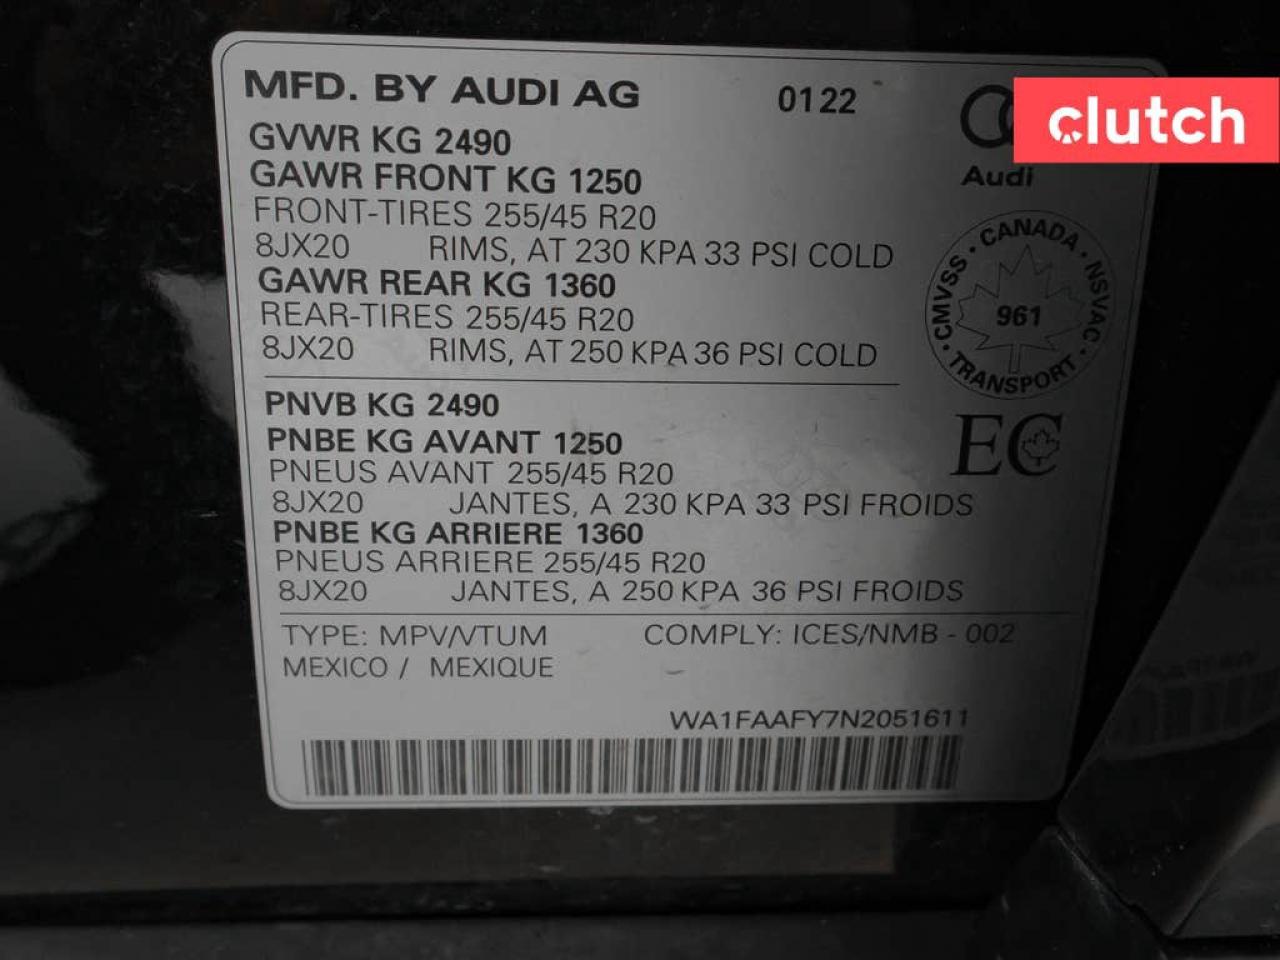 MFD. BY AUDI AG 0122
clutch
Audi
GVWR KG 2490
GAWR FRONT KG 1250
FRONT-TIRES 255/45 R20
8JX20 RIMS, AT 230 KPA 33 PSI COLD
GAWR REAR KG 1360
REAR-TIRES 255/45 R20
8JX20 RIMS, AT 250 KPA 36 PSI COLD
CANADA · NSVAC · TRANSPORT · CMVSS ·
961
PNVB KG 2490
PNBE KG AVANT 1250
PNEUS AVANT 255/45 R20
8JX20 JANTES, A 230 KPA 33 PSI FROIDS
PNBE KG ARRIERE 1360
PNEUS ARRIERE 255/45 R20
8JX20 JANTES, A 250 KPA 36 PSI FROIDS
EC
TYPE: MPV/VTUM COMPLY: ICES/NMB - 002
MEXICO / MEXIQUE
WA1FAAFY7N2051611